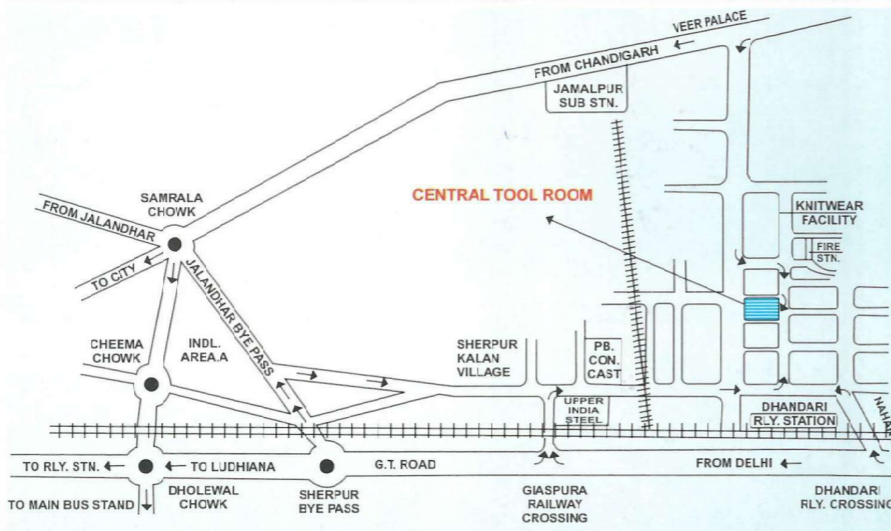 VEER PALACE
FROM CHANDIGARH
JAMALPUR
SUB STN.
SAMRALA
CHOWK
CENTRAL TOOL ROOM
KNITWEAR
FACILITY
FROM JALANDHAR
FIRE
STN.
TO CITY
JALANDHAR BYE PASS
CHEEMA
CHOWK
INDL.
AREA.A
SHERPUR
KALAN
VILLAGE
PB.
CON.
CAST
UPPER
INDIA
STEEL
DHANDARI
RLY. STATION
NAHAR
TO RLY. STN.
TO LUDHIANA
G.T. ROAD
FROM DELHI
TO MAIN BUS STAND
DHOLEWAL
CHOWK
SHERPUR
BYE PASS
GIASPURA
RAILWAY
CROSSING
DHANDARI
RLY. CROSSING